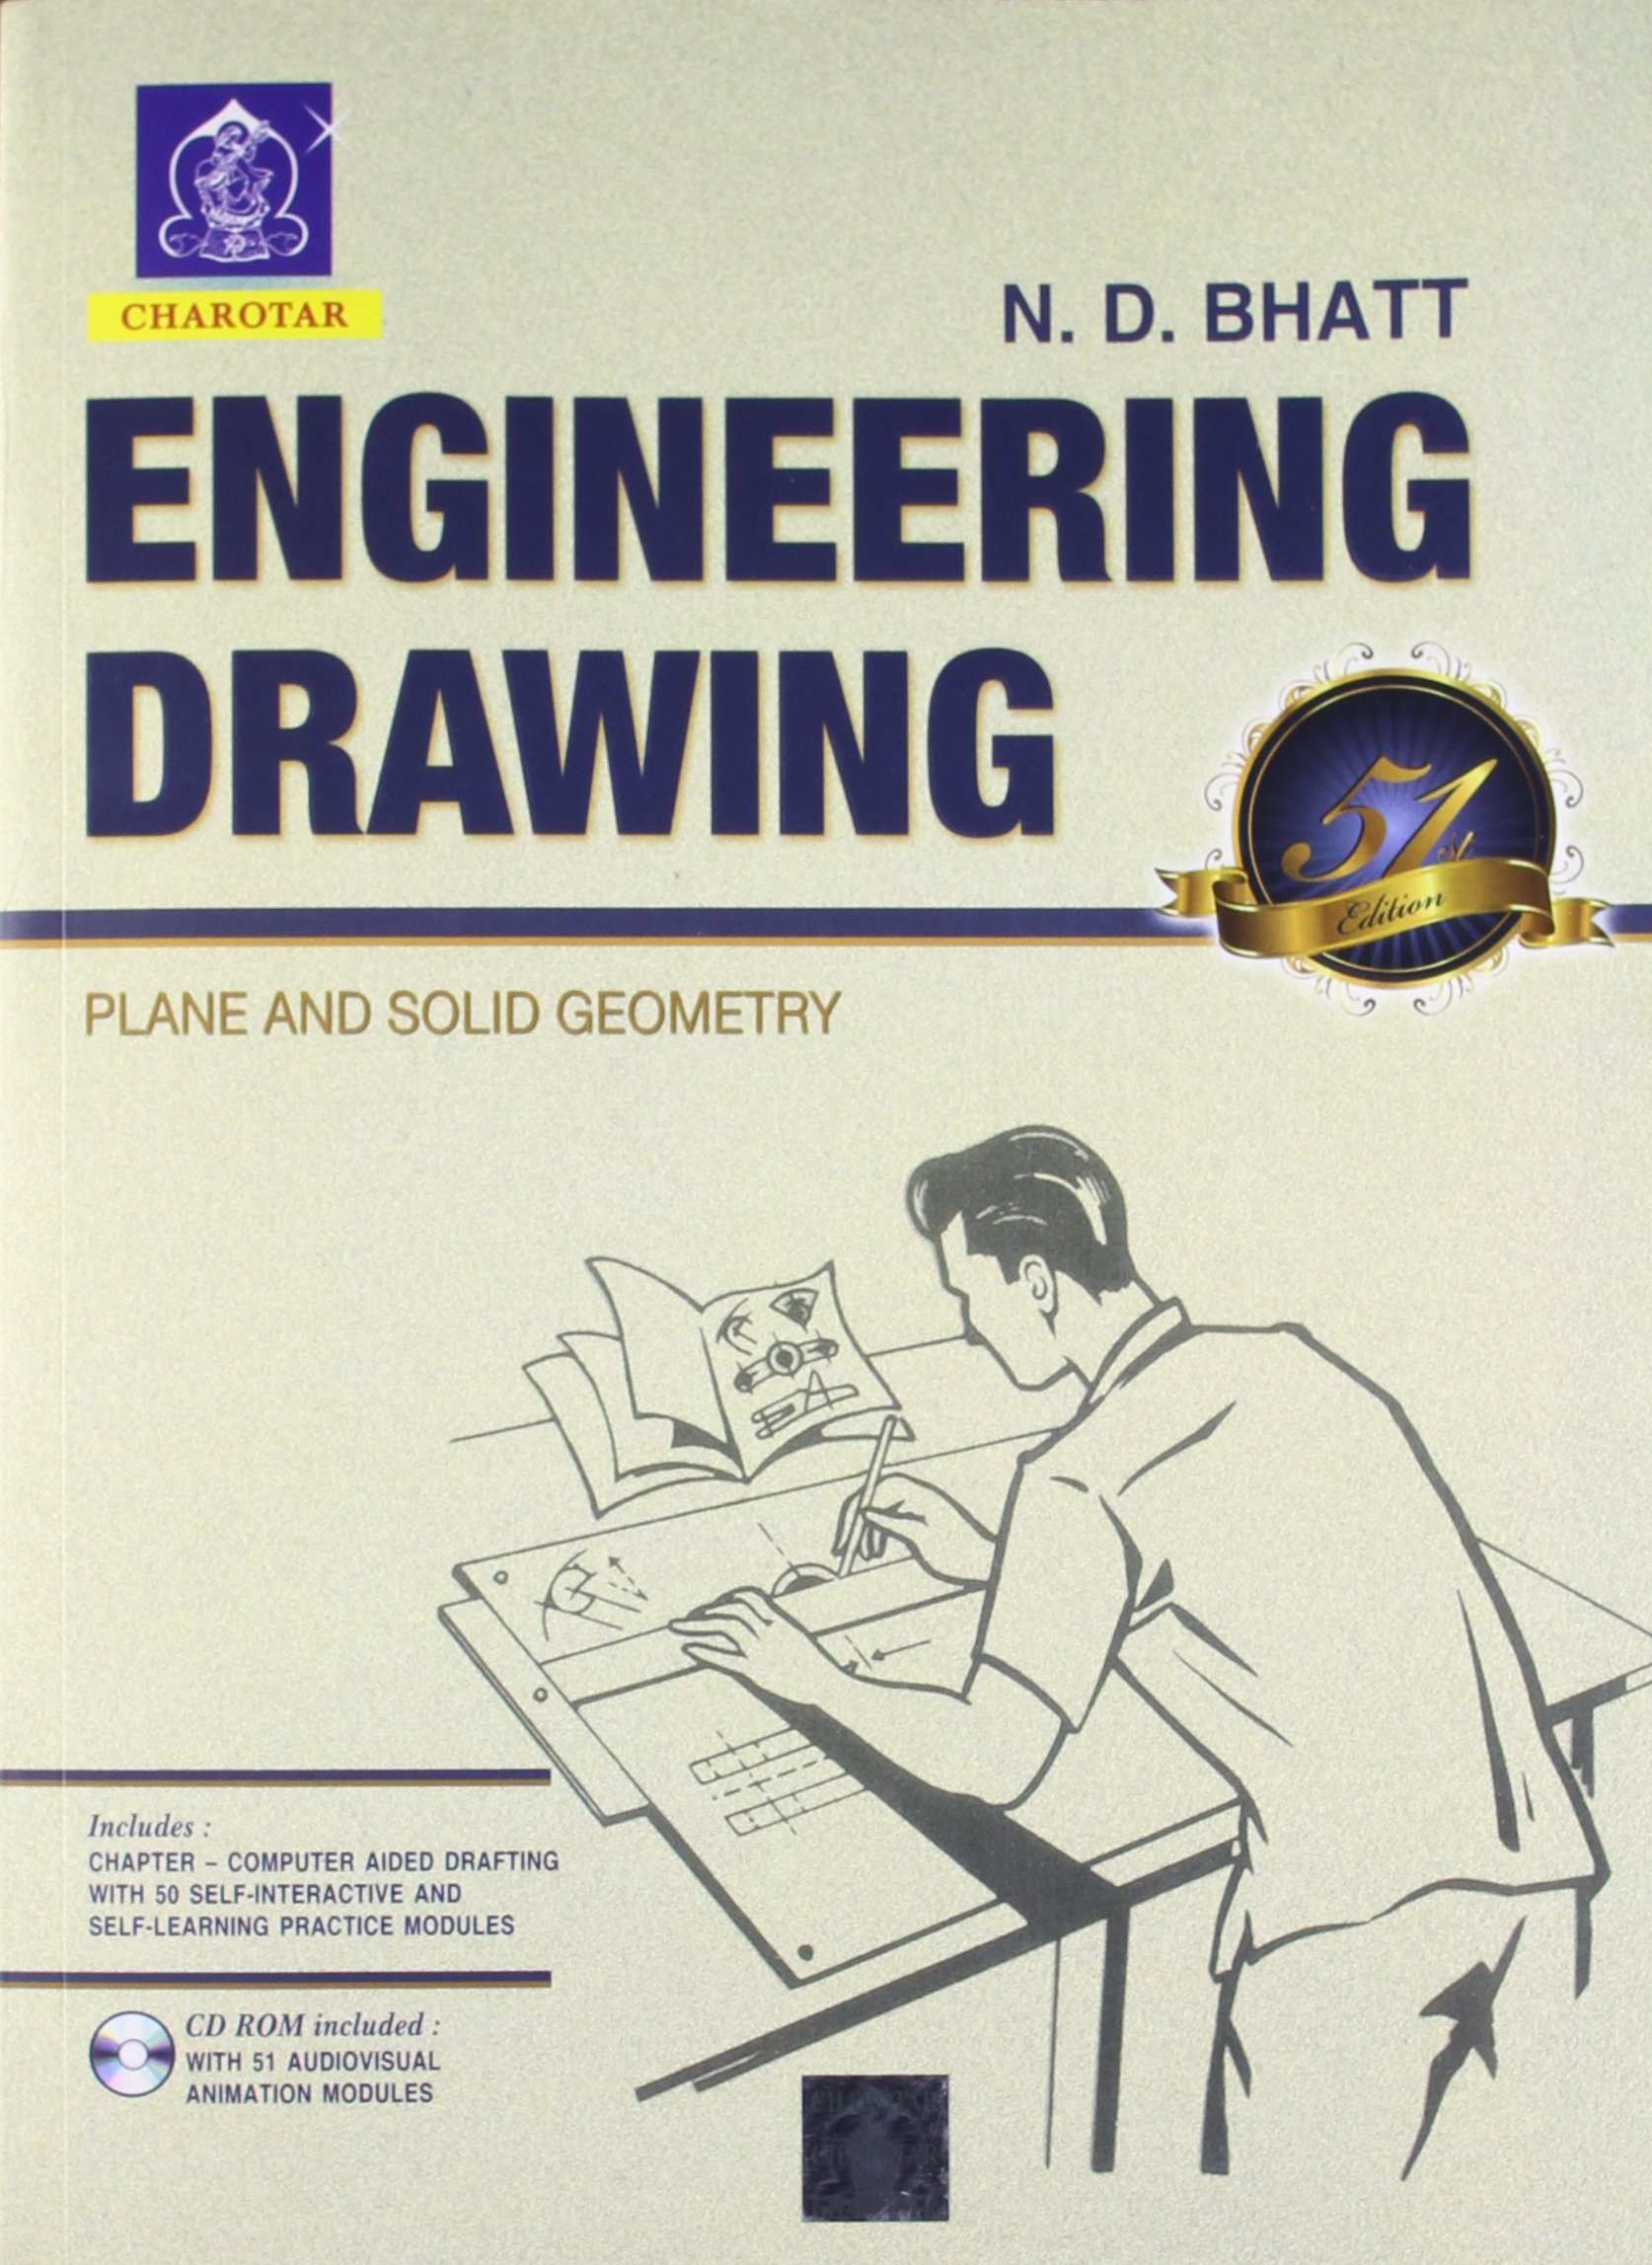 CHAROTAR
N. D. BHATT
ENGINEERING
DRAWING
51st
Edition
PLANE AND SOLID GEOMETRY
Includes :
CHAPTER – COMPUTER AIDED DRAFTING
WITH 50 SELF-INTERACTIVE AND
SELF-LEARNING PRACTICE MODULES
CD ROM included :
WITH 51 AUDIOVISUAL
ANIMATION MODULES